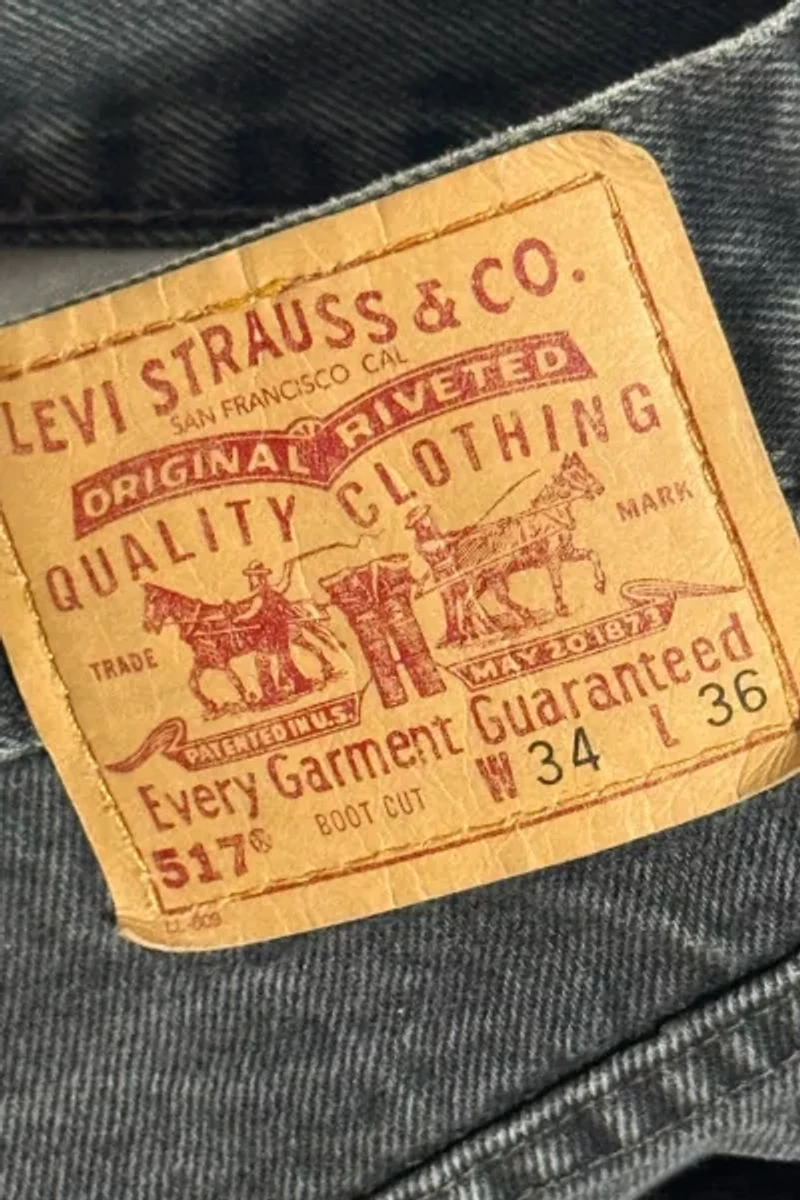 LEVI STRAUSS & CO.
SAN FRANCISCO CAL
ORIGINAL RIVETED
QUALITY CLOTHING
TRADE MARK
PATENTED IN U.S. MAY 20 1873
Every Garment Guaranteed
517® BOOT CUT W 34 L 36